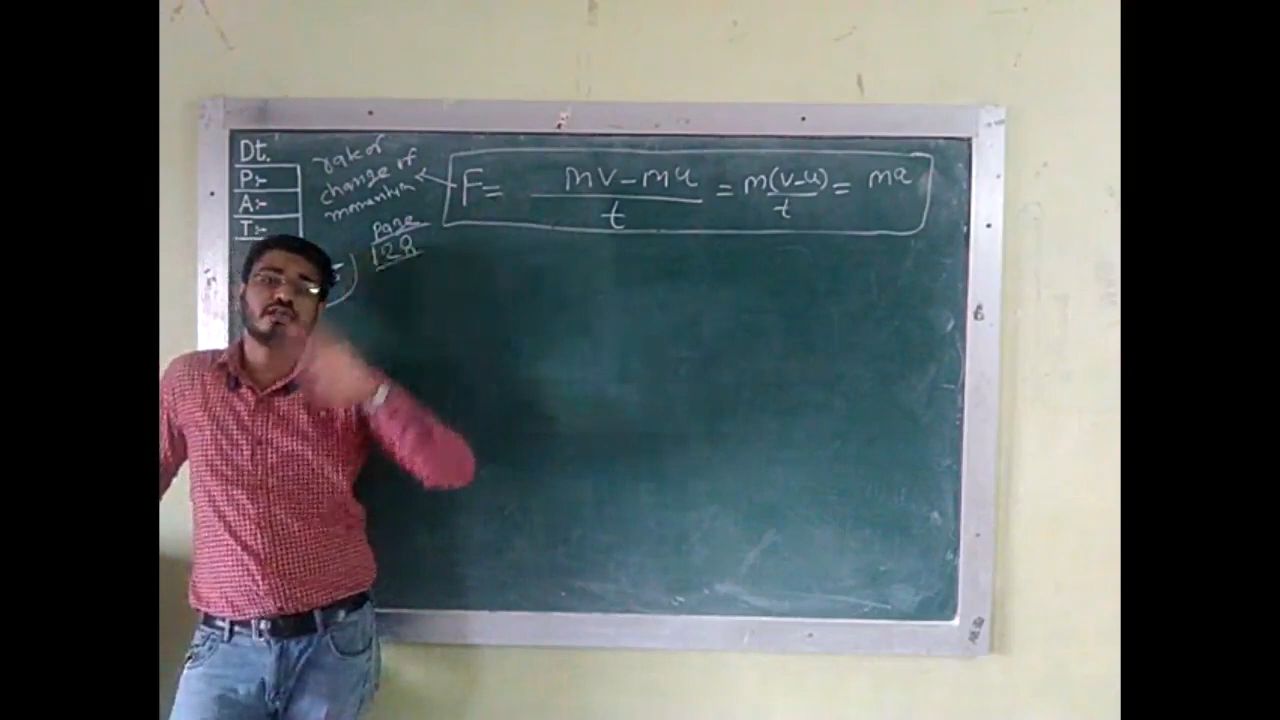 Dt.
P:-
A:-
T:-
rate of
change of
momentum
F = mv - mu / t = m(v-u) / t = ma
Page
128